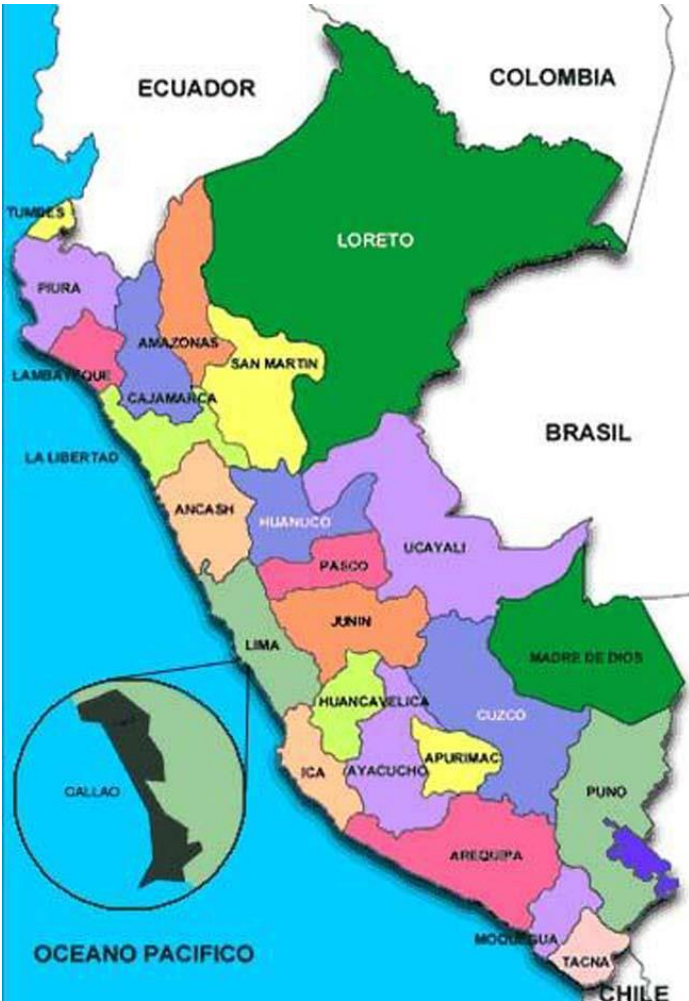 ECUADOR
COLOMBIA
TUMBES
LORETO
PIURA
AMAZONAS
SAN MARTIN
LAMBAYEQUE
CAJAMARCA
BRASIL
LA LIBERTAD
ANCASH
HUANUCO
UCAYALI
PASCO
JUNIN
LIMA
MADRE DE DIOS
HUANCAVELICA
CUZCO
APURIMAC
ICA
AYACUCHO
CALLAO
PUNO
AREQUIPA
MOQUEGUA
OCEANO PACIFICO
TACNA
CHILE